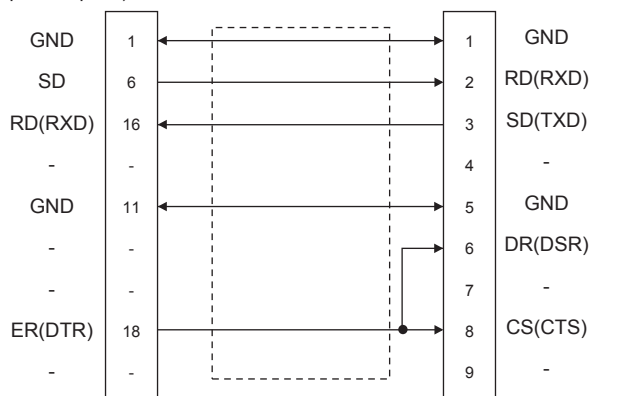 GND 1 1 GND
SD 6 2 RD(RXD)
RD(RXD) 16 3 SD(TXD)
- - 4 -
GND 11 5 GND
- - 6 DR(DSR)
- - 7 -
ER(DTR) 18 8 CS(CTS)
- - 9 -